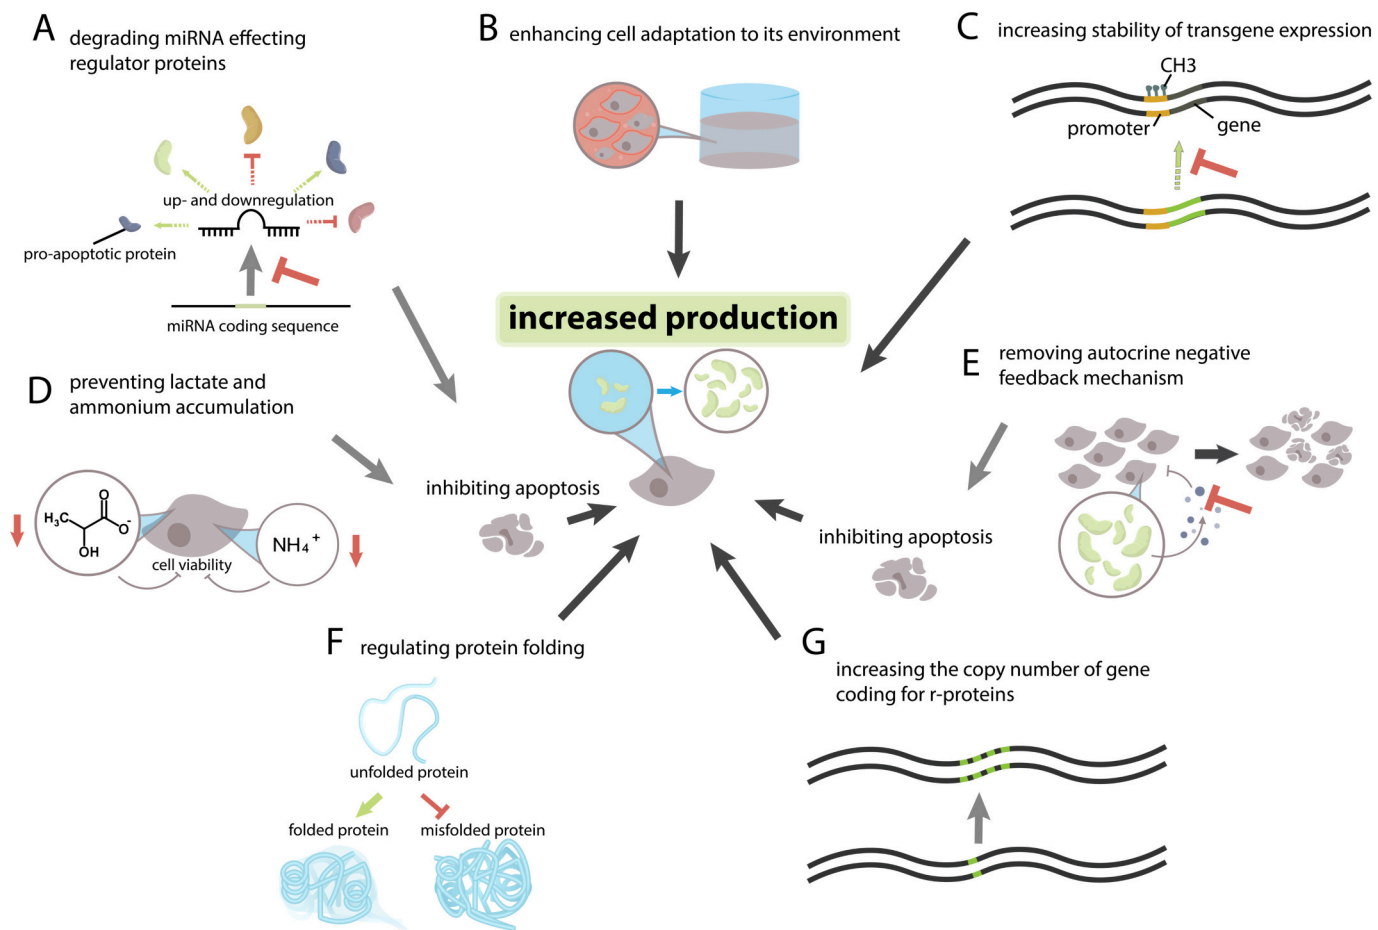 A
degrading miRNA effecting
regulator proteins
up- and downregulation
pro-apoptotic protein
miRNA coding sequence
B
enhancing cell adaptation to its environment
C
increasing stability of transgene expression
CH3
promoter
gene
increased production
D
preventing lactate and
ammonium accumulation
H₃C
O
O⁻
OH
NH₄⁺
cell viability
inhibiting apoptosis
E
removing autocrine negative
feedback mechanism
inhibiting apoptosis
F
regulating protein folding
unfolded protein
folded protein
misfolded protein
G
increasing the copy number of gene
coding for r-proteins